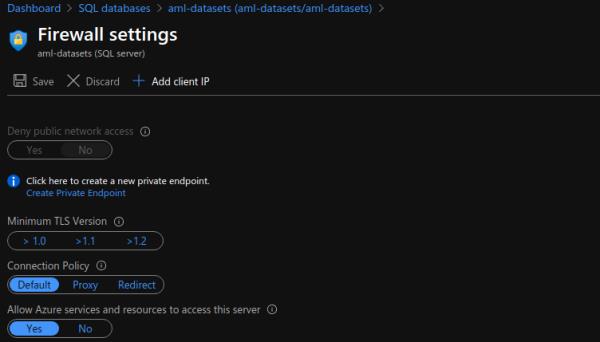 Dashboard > SQL databases > aml-datasets (aml-datasets/aml-datasets) >
Firewall settings
aml-datasets (SQL server)
Save Discard + Add client IP
Deny public network access
Yes No
Click here to create a new private endpoint.
Create Private Endpoint
Minimum TLS Version
> 1.0 >1.1 >1.2
Connection Policy
Default Proxy Redirect
Allow Azure services and resources to access this server
Yes No